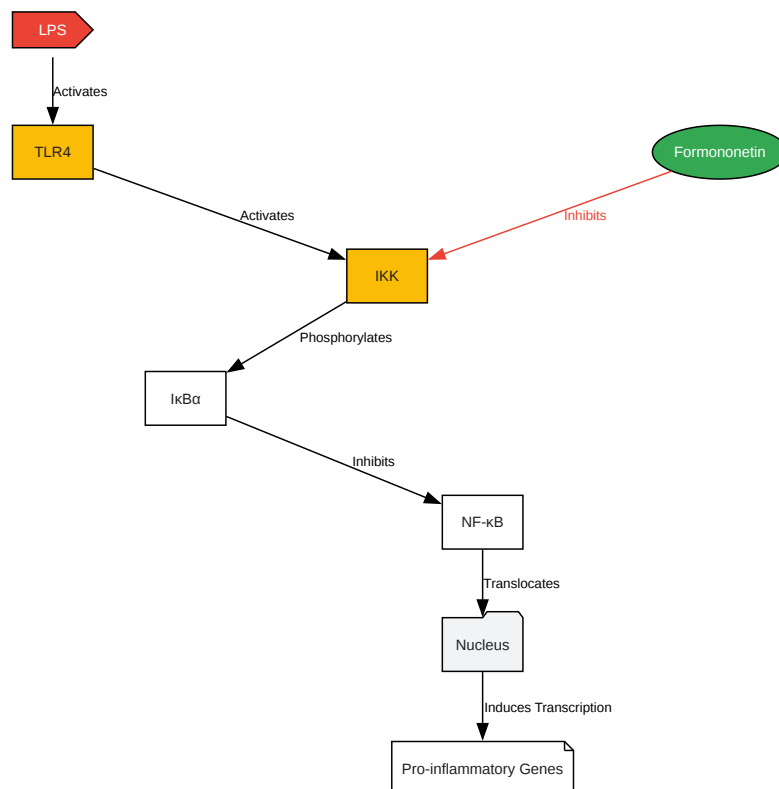 LPS
Activates
TLR4
Formononetin
Activates
Inhibits
IKK
Phosphorylates
IκBα
Inhibits
NF-κB
Translocates
Nucleus
Induces Transcription
Pro-inflammatory Genes